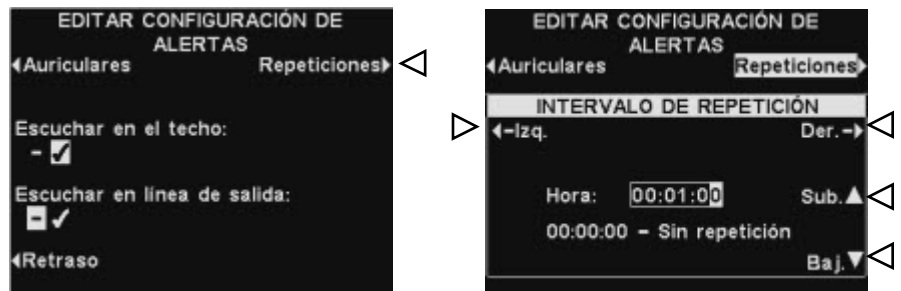 EDITAR CONFIGURACIÓN DE
ALERTAS
Auriculares Repeticiones
Escuchar en el techo:
- ✓
Escuchar en línea de salida:
- ✓
Retraso
EDITAR CONFIGURACIÓN DE
ALERTAS
Auriculares Repeticiones
INTERVALO DE REPETICIÓN
-Izq. Der.-
Hora: 00:01:00 Sub.
00:00:00 - Sin repetición
Baj.